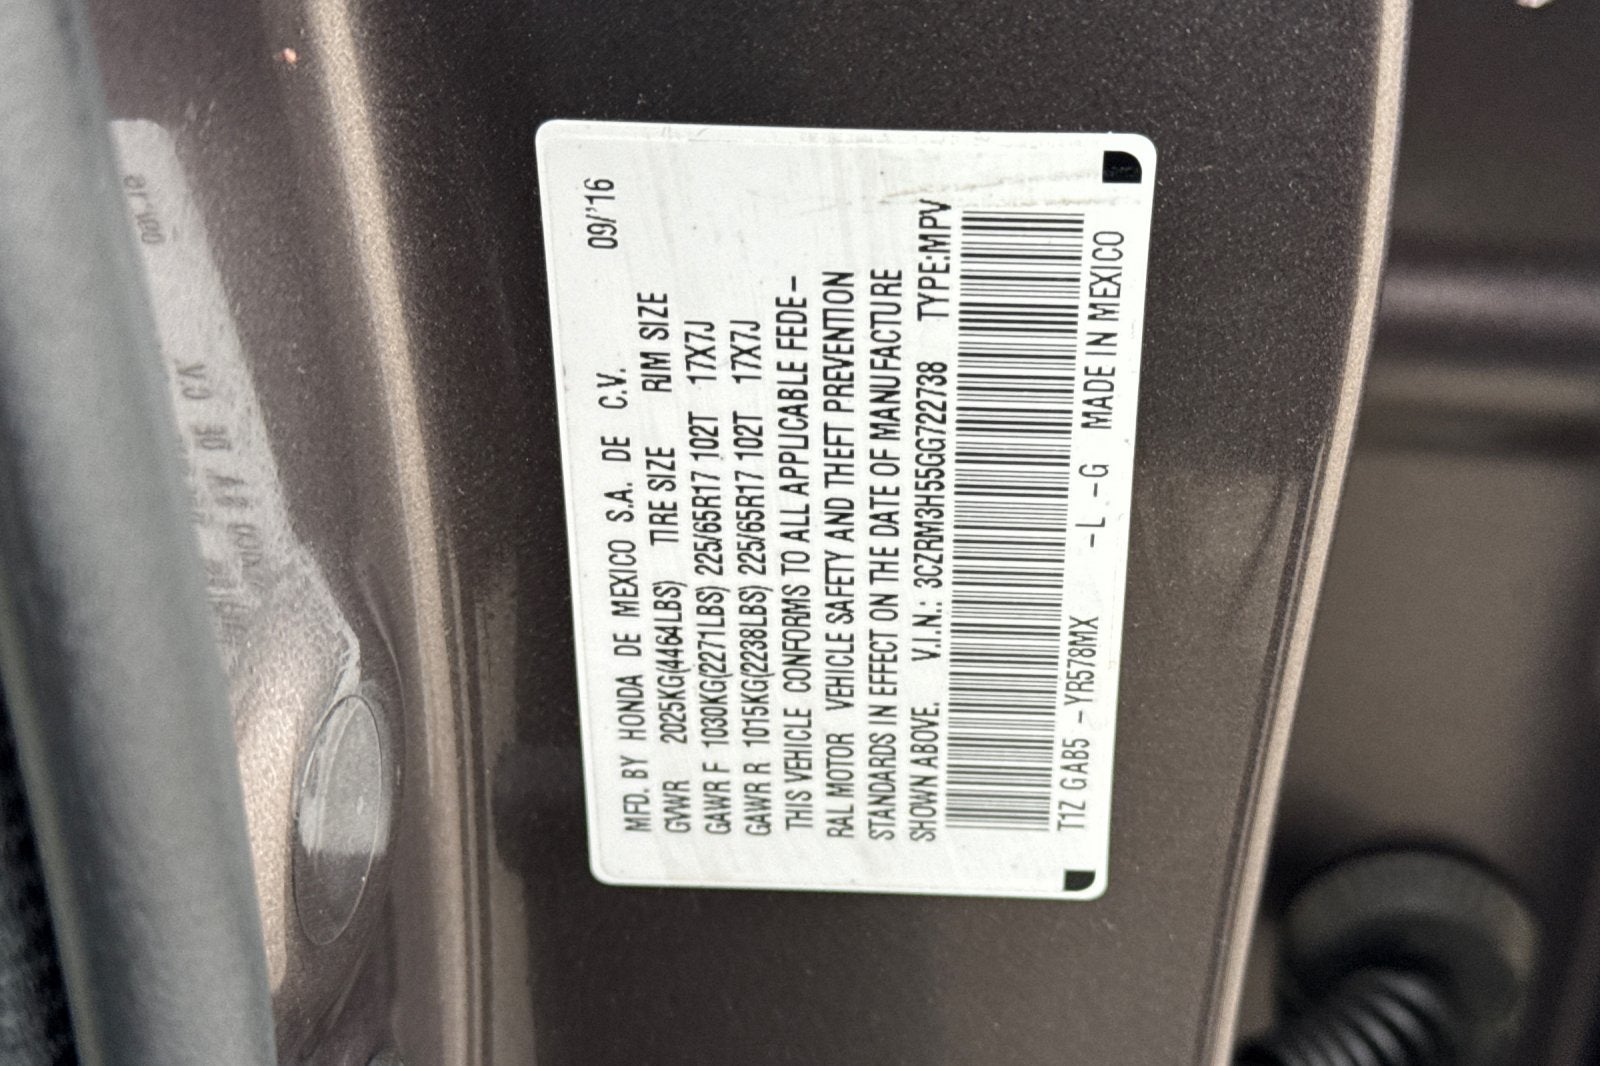 MFD. BY HONDA DE MEXICO S.A. DE C.V. 09/'16
GVWR 2025KG(4464LBS) TIRE SIZE RIM SIZE
GAWR F 1030KG(2271LBS) 225/65R17 102T 17X7J
GAWR R 1015KG(2238LBS) 225/65R17 102T 17X7J
THIS VEHICLE CONFORMS TO ALL APPLICABLE FEDE-
RAL MOTOR VEHICLE SAFETY AND THEFT PREVENTION
STANDARDS IN EFFECT ON THE DATE OF MANUFACTURE
SHOWN ABOVE. V.I.N.: 3CZRM3H55GG722738 TYPE:MPV
T1Z GAB5 -YR578MX -L -G MADE IN MEXICO